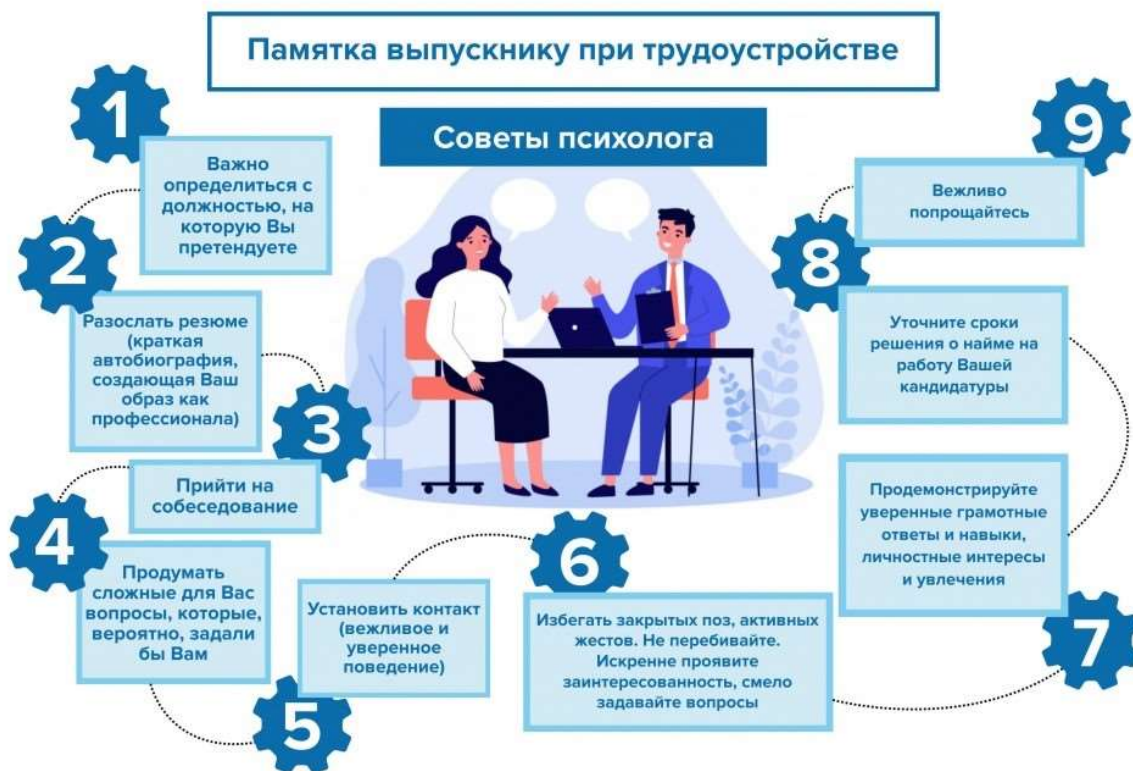 Памятка выпускнику при трудоустройстве
Советы психолога
1
Важно
определиться с
должностью, на
которую Вы
претендуете
2
Разослать резюме
(краткая
автобиография,
создающая Ваш
образ как
профессионала)
3
Прийти на
собеседование
4
Продумать
сложные для Вас
вопросы, которые,
вероятно, задали
бы Вам
5
Установить контакт
(вежливое и
уверенное
поведение)
6
Избегать закрытых поз, активных
жестов. Не перебивайте.
Искренне проявите
заинтересованность, смело
задавайте вопросы
7
Продемонстрируйте
уверенные грамотные
ответы и навыки,
личностные интересы
и увлечения
8
Уточните сроки
решения о найме на
работу Вашей
кандидатуры
9
Вежливо
попрощайтесь